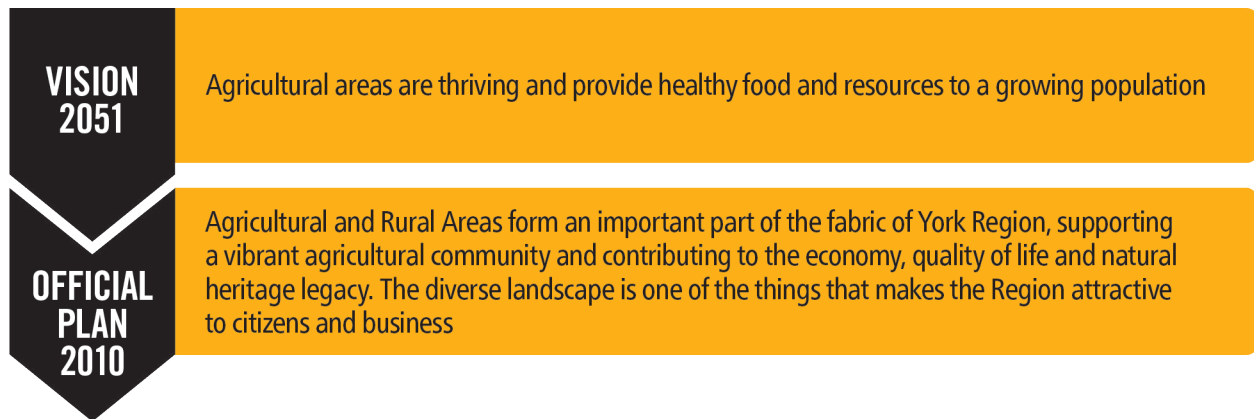 VISION
2051
Agricultural areas are thriving and provide healthy food and resources to a growing population
OFFICIAL
PLAN
2010
Agricultural and Rural Areas form an important part of the fabric of York Region, supporting
a vibrant agricultural community and contributing to the economy, quality of life and natural
heritage legacy. The diverse landscape is one of the things that makes the Region attractive
to citizens and business